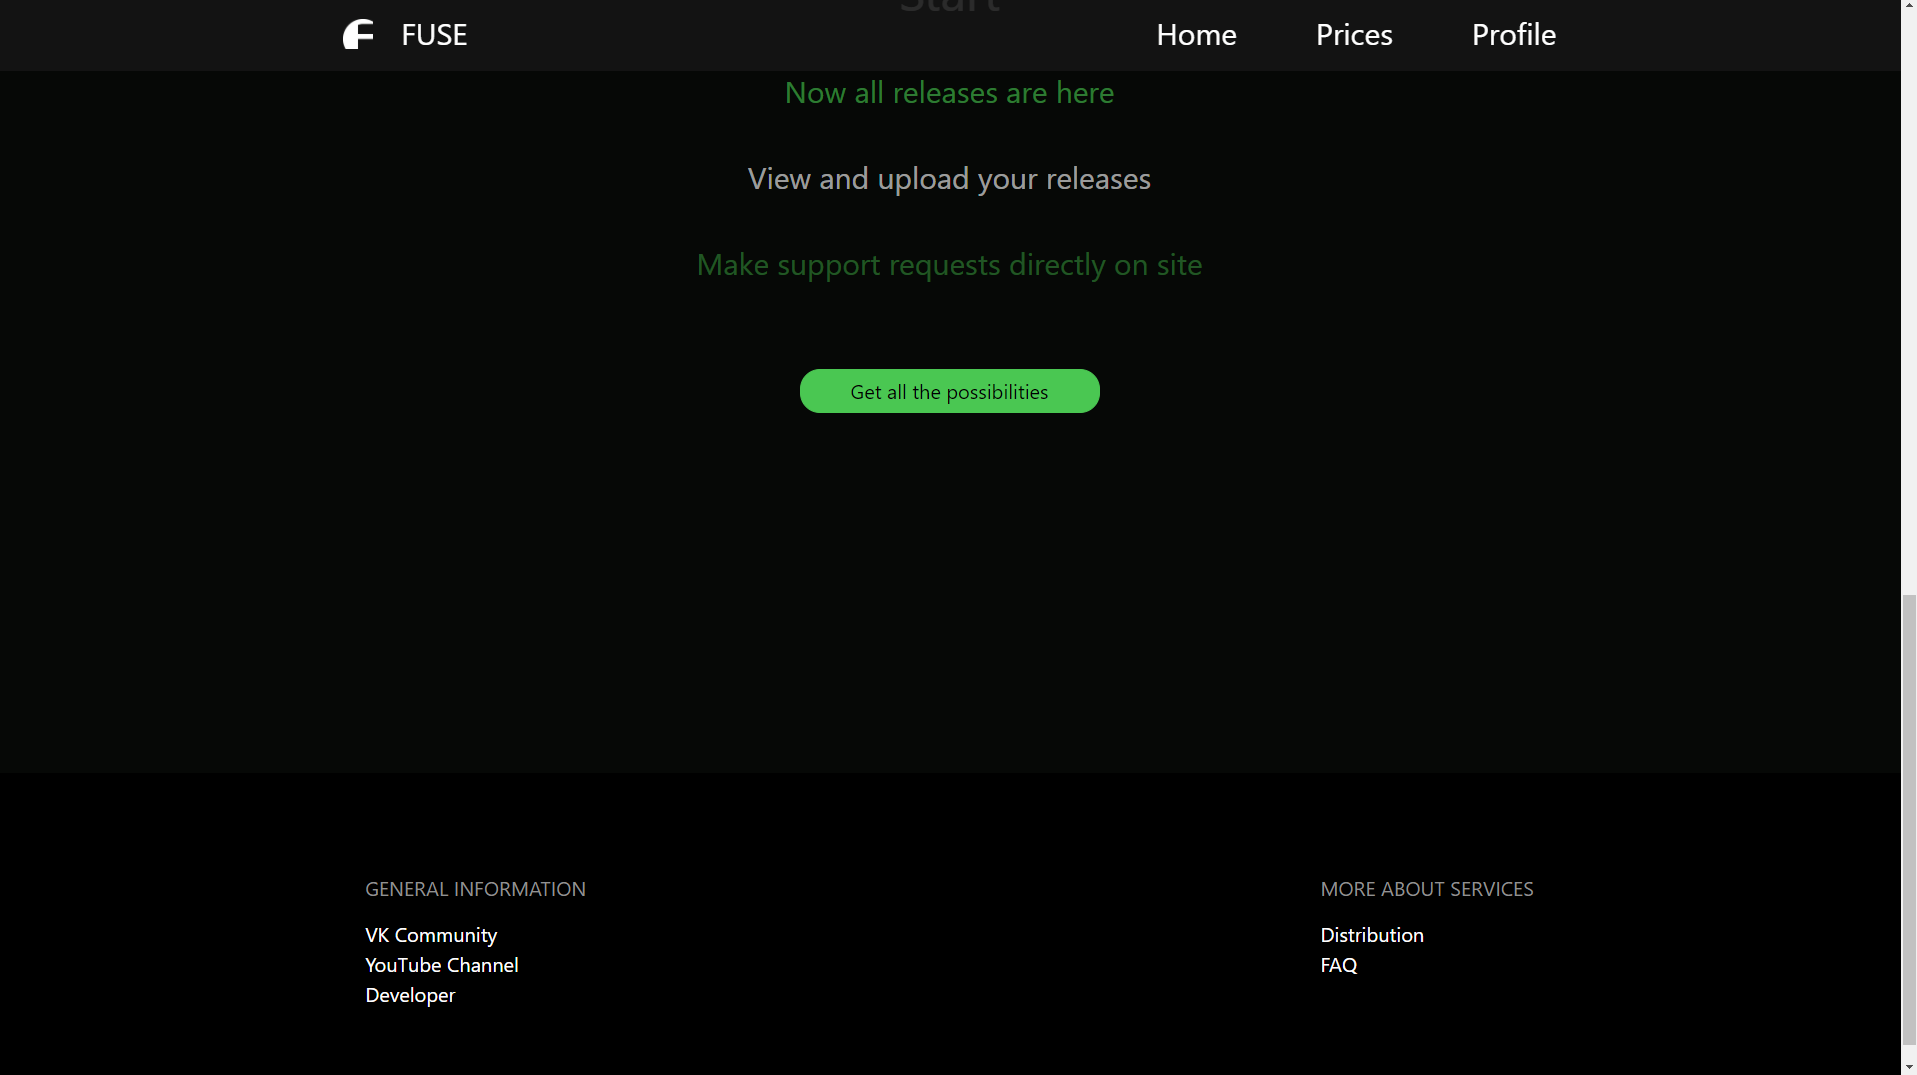 Start
FUSE
Home
Prices
Profile
Now all releases are here
View and upload your releases
Make support requests directly on site
Get all the possibilities
GENERAL INFORMATION
VK Community
YouTube Channel
Developer
MORE ABOUT SERVICES
Distribution
FAQ